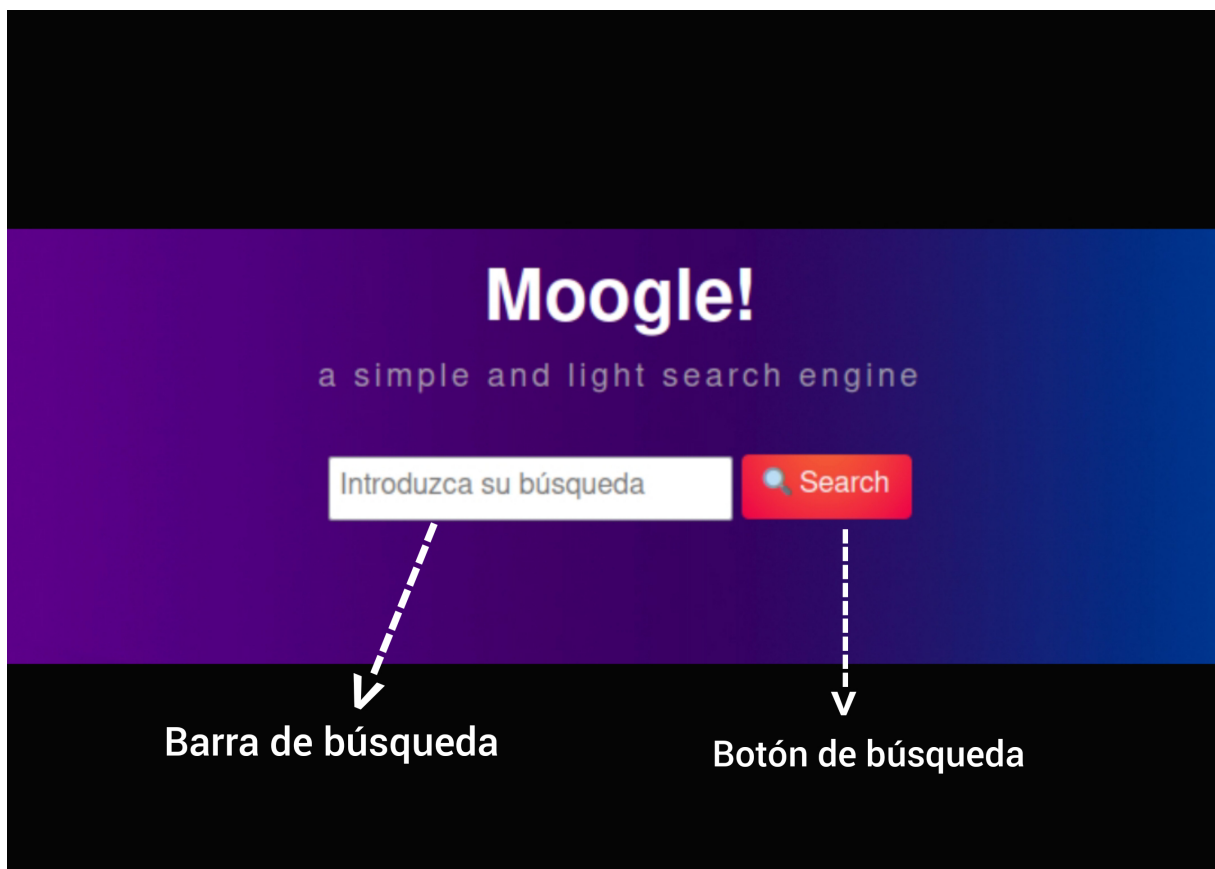 Moogle!
a simple and light search engine
Introduzca su búsqueda
Search
Barra de búsqueda
Botón de búsqueda